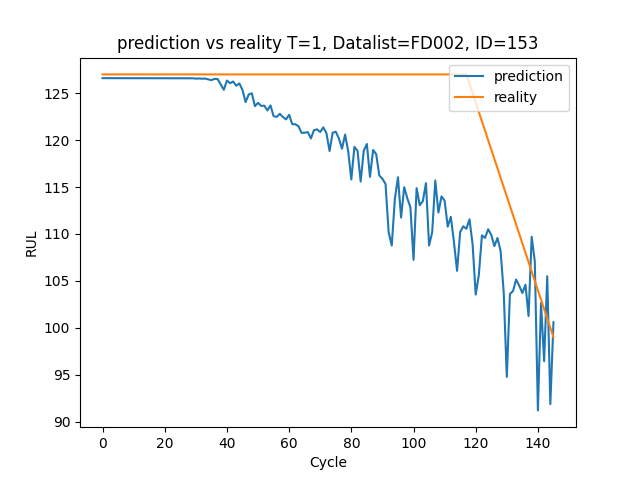 prediction vs reality T=1, Datalist=FD002, ID=153
prediction
reality
125
120
115
110
105
100
95
90
RUL
0 20 40 60 80 100 120 140
Cycle